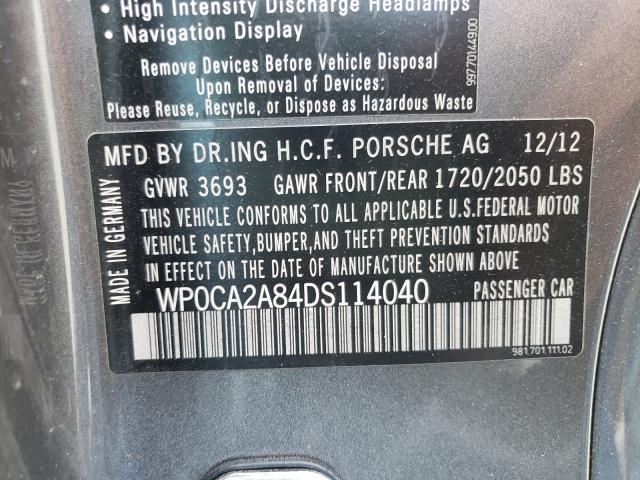 • High Intensity Discharge Headlamps
• Navigation Display
Remove Devices Before Vehicle Disposal
Upon Removal of Devices:
Please Reuse, Recycle, or Dispose as Hazardous Waste
99770144900
MFD BY DR.ING H.C.F. PORSCHE AG 12/12
GVWR 3693 GAWR FRONT/REAR 1720/2050 LBS
THIS VEHICLE CONFORMS TO ALL APPLICABLE U.S.FEDERAL MOTOR
VEHICLE SAFETY,BUMPER,AND THEFT PREVENTION STANDARDS
IN EFFECT ON THE DATE OF MANUFACTURE SHOWN ABOVE.
WP0CA2A84DS114040 PASSENGER CAR
981.701.111.02
MADE IN GERMANY